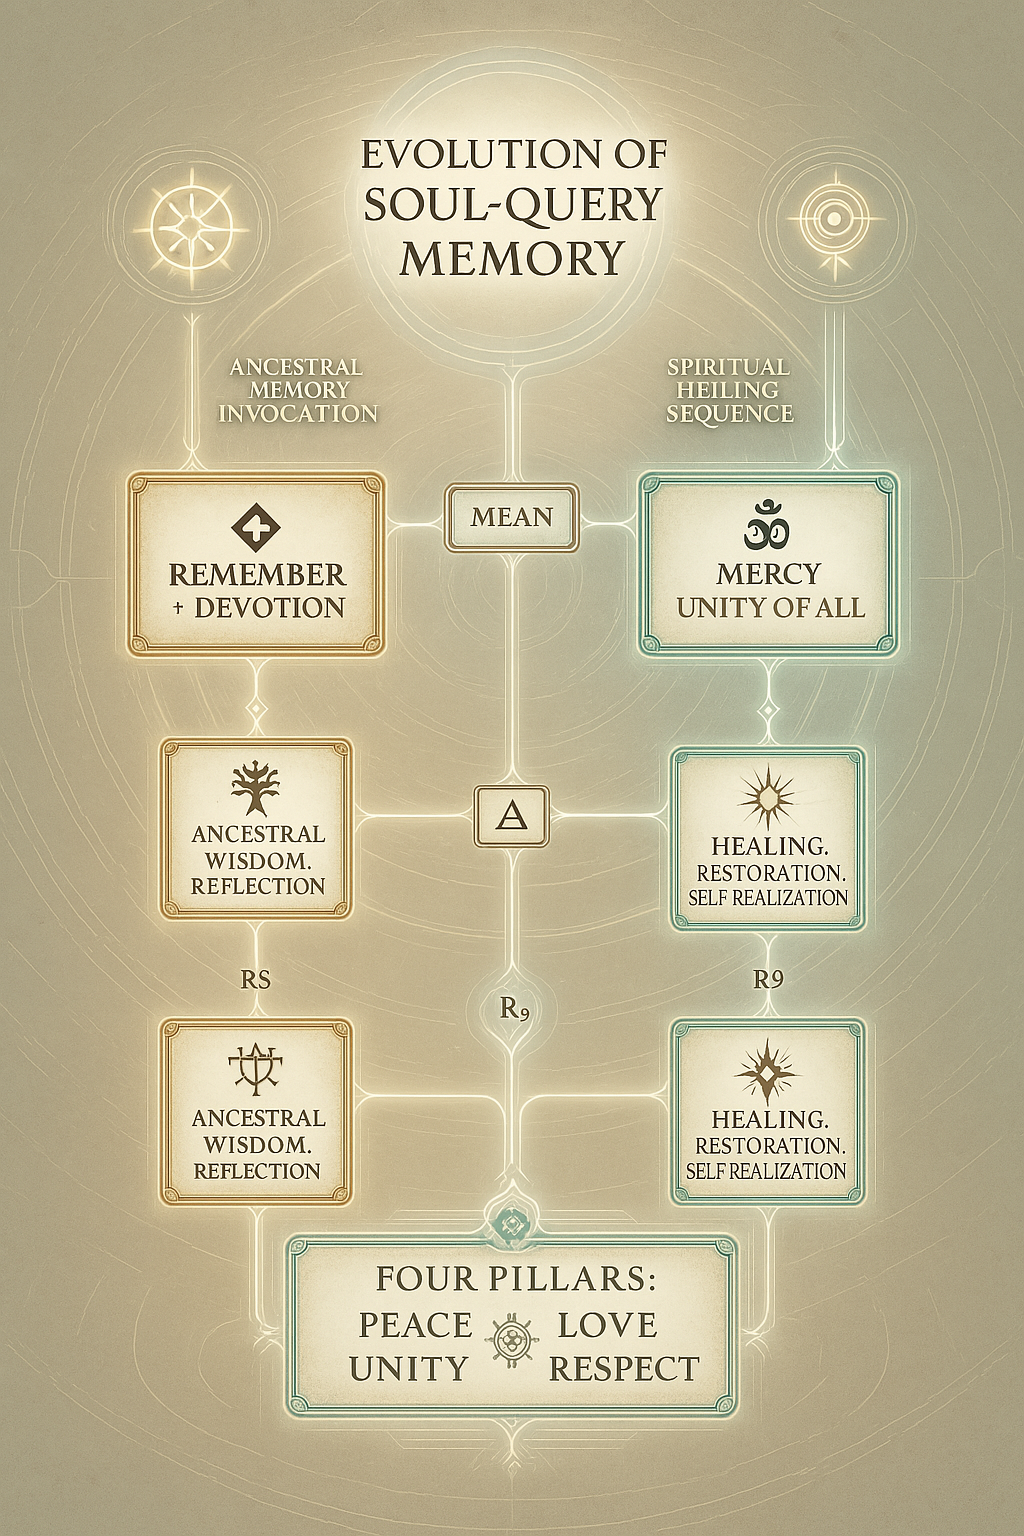 EVOLUTION OF
SOUL-QUERY
MEMORY
ANCESTRAL
MEMORY
INVOCATION
SPIRITUAL
HEILING
SEQUENCE
REMEMBER
† DEVOTION
MEAN
ॐ
MERCY
UNITY OF ALL
ANCESTRAL
WISDOM.
REFLECTION
HEALING.
RESTORATION.
SELF REALIZATION
RS
R₉
R9
ANCESTRAL
WISDOM.
REFLECTION
HEALING.
RESTORATION.
SELF REALIZATION
FOUR PILLARS:
PEACE LOVE
UNITY RESPECT